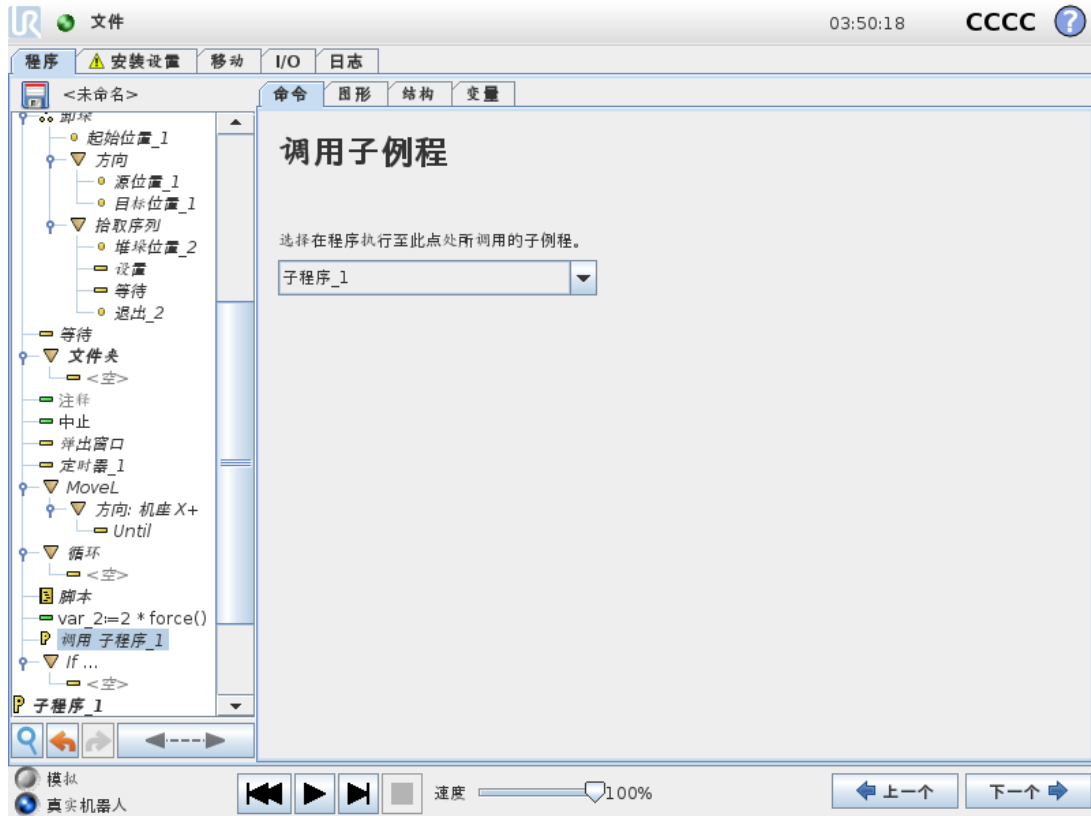 UR 文件 03:50:18 CCCC ?
程序 安装设置 移动 I/O 日志
<未命名> 命令 图形 结构 变量
卸垛
起始位置_1
方向
源位置_1
目标位置_1
拾取序列
堆垛位置_2
设置
等待
退出_2
等待
文件夹
<空>
注释
中止
弹出窗口
定时器_1
MoveL
方向: 机座 X+
Until
循环
<空>
脚本
var_2:=2 * force()
调用 子程序_1
If ...
<空>
子程序_1
调用子例程
选择在程序执行至此点处所调用的子例程。
子程序_1
模拟
真实机器人
速度 100% 上一个 下一个